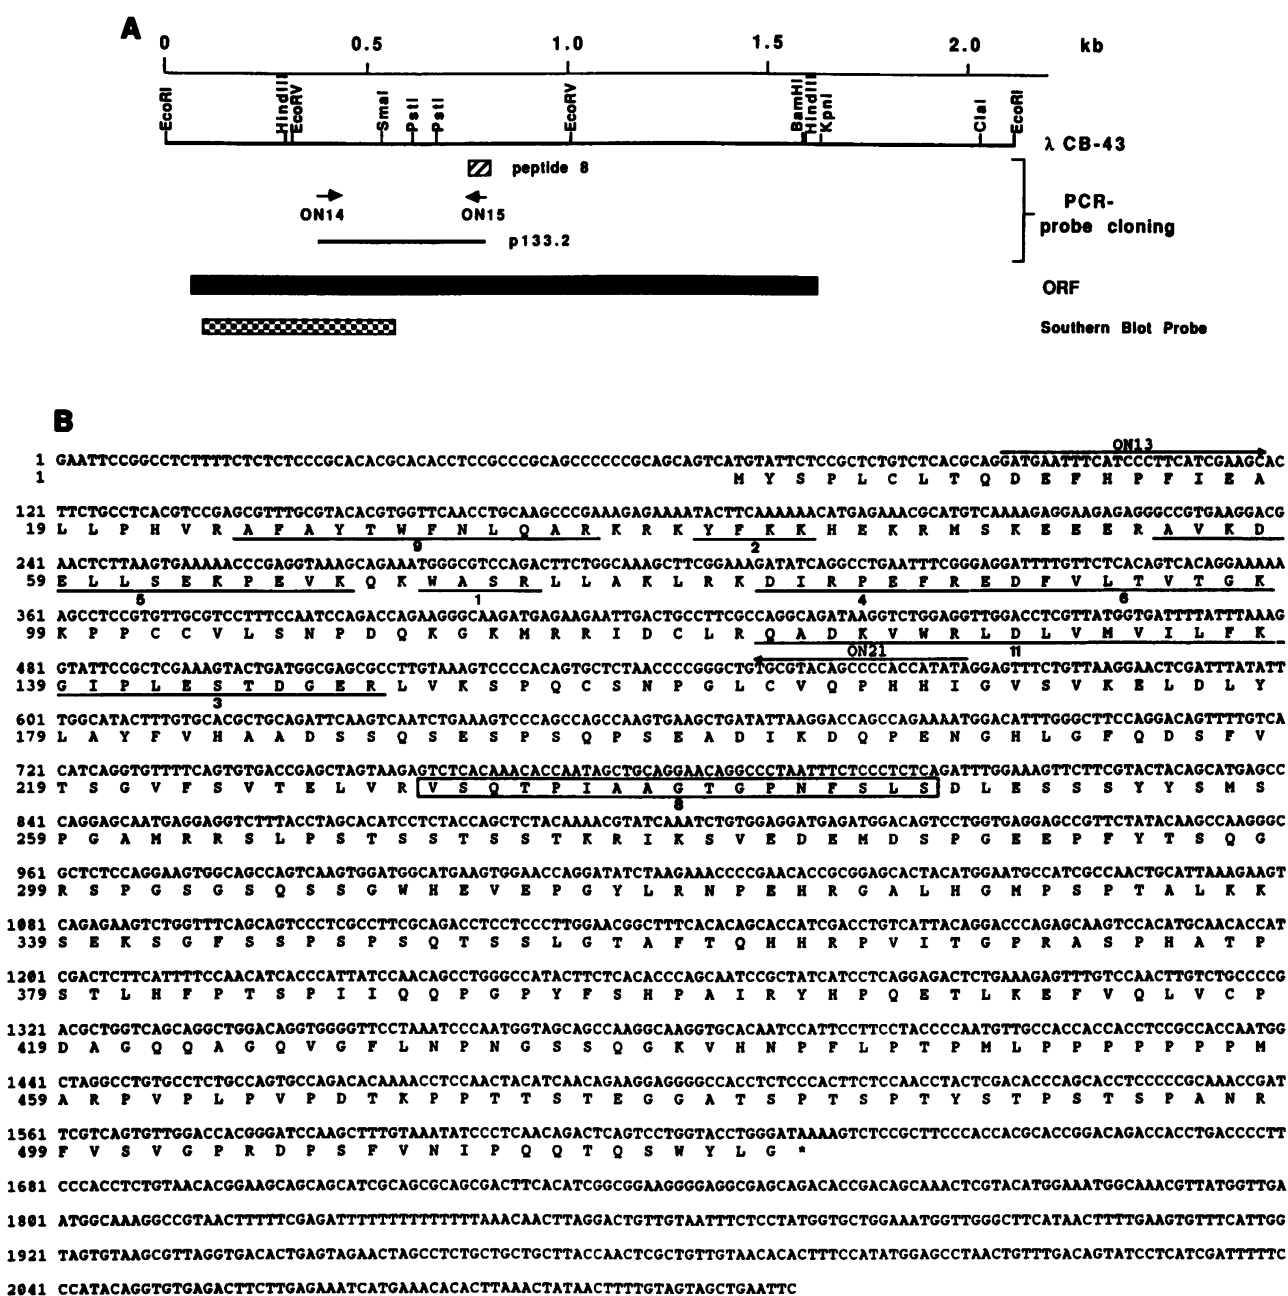 A
0 0.5 1.0 1.5 2.0 kb
EcoRI HindIII EcoRV SmaI PstI PstI EcoRV BamHI HindIII KpnI ClaI EcoRI
λ CB-43
peptide 8
ON14 ON15
PCR-
probe cloning
p133.2
ORF
Southern Blot Probe
B
ON13
1 GAATTCCGGCCTCTTTTCTCTCTCCCGCACACGCACACCTCCGCCCGCAGCCCCCCGCAGCAGTCATGTATTCTCCGCTCTGTCTCACGCAGGATGAATTTCATCCCTTCATCGAAGCAC
1 M Y S P L C L T Q D E F H P F I E A
121 TTCTGCCTCACGTCCGAGCGTTTGCGTACACGTGGTTCAACCTGCAAGCCCGAAAGAGAAAATACTTCAAAAAACATGAGAAACGCATGTCAAAAGAGGAAGAGAGGGCCGTGAAGGACG
19 L L P H V R A F A Y T W F N L Q A R K R K Y F K K H E K R M S K E E E R A V K D
9 2
241 AACTCTTAAGTGAAAAACCCGAGGTAAAGCAGAAATGGGCGTCCAGACTTCTGGCAAAGCTTCGGAAAGATATCAGGCCTGAATTTCGGGAGGATTTTGTTCTCACAGTCACAGGAAAAA
59 E L L S E K P E V K Q K W A S R L L A K L R K D I R P E F R E D F V L T V T G K
5 1 4 6
361 AGCCTCCGTGTTGCGTCCTTTCCAATCCAGACCAGAAGGGCAAGATGAGAAGAATTGACTGCCTTCGCCAGGCAGATAAGGTCTGGAGGTTGGACCTCGTTATGGTGATTTTATTTAAAG
99 K P P C C V L S N P D Q K G K M R R I D C L R Q A D K V W R L D L V M V I L F K
ON21 11
481 GTATTCCGCTCGAAAGTACTGATGGCGAGCGCCTTGTAAAGTCCCCACAGTGCTCTAACCCCGGGCTGTGCGTACAGCCCCACCATATAGGAGTTTCTGTTAAGGAACTCGATTTATATT
139 G I P L E S T D G E R L V K S P Q C S N P G L C V Q P H H I G V S V K E L D L Y
3
601 TGGCATACTTTGTGCACGCTGCAGATTCAAGTCAATCTGAAAGTCCCAGCCAGCCAAGTGAAGCTGATATTAAGGACCAGCCAGAAAATGGACATTTGGGCTTCCAGGACAGTTTTGTCA
179 L A Y F V H A A D S S Q S E S P S Q P S E A D I K D Q P E N G H L G F Q D S F V
721 CATCAGGTGTTTTCAGTGTGACCGAGCTAGTAAGAGTCTCACAAACACCAATAGCTGCAGGAACAGGCCCTAATTTCTCCCTCTCAGATTTGGAAAGTTCTTCGTACTACAGCATGAGCC
219 T S G V F S V T E L V R V S Q T P I A A G T G P N F S L S D L E S S S Y Y S M S
8
841 CAGGAGCAATGAGGAGGTCTTTACCTAGCACATCCTCTACCAGCTCTACAAAACGTATCAAATCTGTGGAGGATGAGATGGACAGTCCTGGTGAGGAGCCGTTCTATACAAGCCAAGGGC
259 P G A M R R S L P S T S S T S S T K R I K S V E D E M D S P G E E P F Y T S Q G
961 GCTCTCCAGGAAGTGGCAGCCAGTCAAGTGGATGGCATGAAGTGGAACCAGGATATCTAAGAAACCCCGAACACCGCGGAGCACTACATGGAATGCCATCGCCAACTGCATTAAAGAAGT
299 R S P G S G S Q S S G W H E V E P G Y L R N P E H R G A L H G M P S P T A L K K
1081 CAGAGAAGTCTGGTTTCAGCAGTCCCTCGCCTTCGCAGACCTCCTCCCTTGGAACGGCTTTCACACAGCACCATCGACCTGTCATTACAGGACCCAGAGCAAGTCCACATGCAACACCAT
339 S E K S G F S S P S P S Q T S S L G T A F T Q H H R P V I T G P R A S P H A T P
1201 CGACTCTTCATTTTCCAACATCACCCATTATCCAACAGCCTGGGCCATACTTCTCACACCCAGCAATCCGCTATCATCCTCAGGAGACTCTGAAAGAGTTTGTCCAACTTGTCTGCCCCG
379 S T L H F P T S P I I Q Q P G P Y F S H P A I R Y H P Q E T L K E F V Q L V C P
1321 ACGCTGGTCAGCAGGCTGGACAGGTGGGGTTCCTAAATCCCAATGGTAGCAGCCAAGGCAAGGTGCACAATCCATTCCTTCCTACCCCAATGTTGCCACCACCACCTCCGCCACCAATGG
419 D A G Q Q A G Q V G F L N P N G S S Q G K V H N P F L P T P M L P P P P P P P M
1441 CTAGGCCTGTGCCTCTGCCAGTGCCAGACACAAAACCTCCAACTACATCAACAGAAGGAGGGGCCACCTCTCCCACTTCTCCAACCTACTCGACACCCAGCACCTCCCCCGCAAACCGAT
459 A R P V P L P V P D T K P P T T S T E G G A T S P T S P T Y S T P S T S P A N R
1561 TCGTCAGTGTTGGACCACGGGATCCAAGCTTTGTAAATATCCCTCAACAGACTCAGTCCTGGTACCTGGGATAAAAGTCTCCGCTTCCCACCACGCACCGGACAGACCACCTGACCCCTT
499 F V S V G P R D P S F V N I P Q Q T Q S W Y L G *
1681 CCCACCTCTGTAACACGGAAGCAGCAGCATCGCAGCGCAGCGACTTCACATCGGCGGAAGGGGAGGCGAGCAGACACCGACAGCAAACTCGTACATGGAAATGGCAAACGTTATGGTTGA
1801 ATGGCAAAGGCCGTAACTTTTTCGAGATTTTTTTTTTTTTTAAACAACTTAGGACTGTTGTAATTTCTCCTATGGTGCTGGAAATGGTTGGGCTTCATAACTTTTGAAGTGTTTCATTGG
1921 TAGTGTAAGCGTTAGGTGACACTGAGTAGAACTAGCCTCTGCTGCTGCTTACCAACTCGCTGTTGTAACACACTTTCCATATGGAGCCTAACTGTTTGACAGTATCCTCATCGATTTTTC
2041 CCATACAGGTGTGAGACTTCTTGAGAAATCATGAAACACACTTAAACTATAACTTTTGTAGTAGCTGAATTC